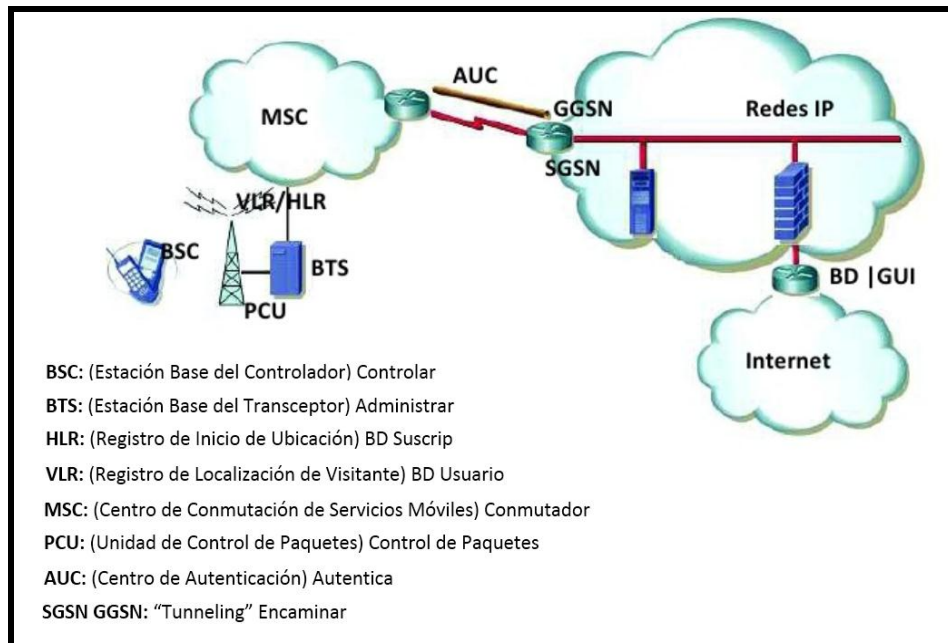 AUC
MSC
GGSN
Redes IP
SGSN
VLR/HLR
BSC
BTS
PCU
BD |GUI
Internet
BSC: (Estación Base del Controlador) Controlar
BTS: (Estación Base del Transceptor) Administrar
HLR: (Registro de Inicio de Ubicación) BD Suscrip
VLR: (Registro de Localización de Visitante) BD Usuario
MSC: (Centro de Conmutación de Servicios Móviles) Conmutador
PCU: (Unidad de Control de Paquetes) Control de Paquetes
AUC: (Centro de Autenticación) Autentica
SGSN GGSN: “Tunneling” Encaminar